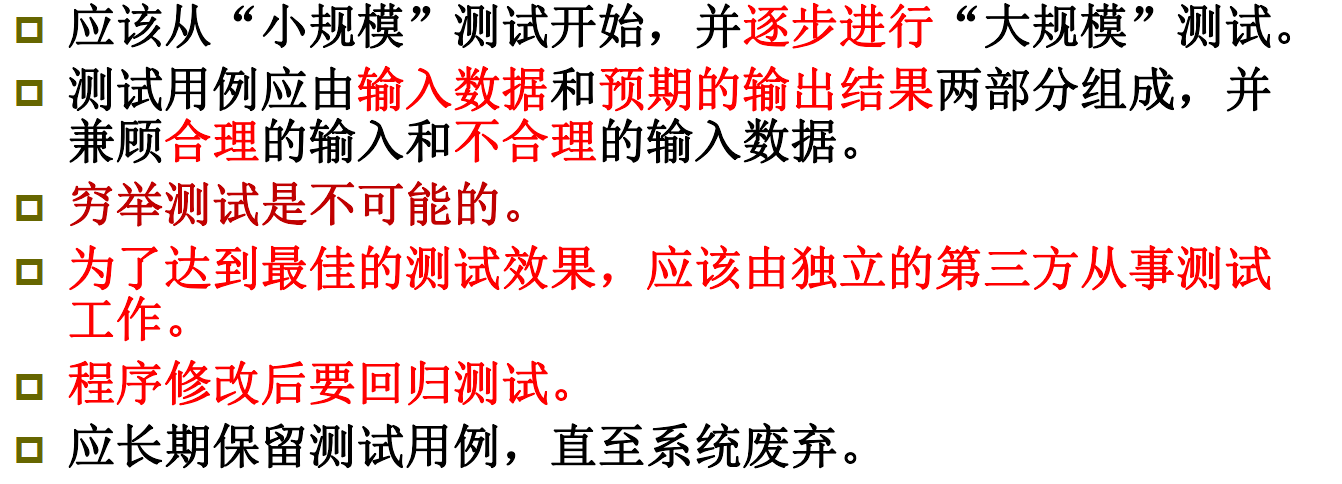 应该从“小规模”测试开始，并逐步进行“大规模”测试。
测试用例应由输入数据和预期的输出结果两部分组成，并
兼顾合理的输入和不合理的输入数据。
穷举测试是不可能的。
为了达到最佳的测试效果，应该由独立的第三方从事测试
工作。
程序修改后要回归测试。
应长期保留测试用例，直至系统废弃。